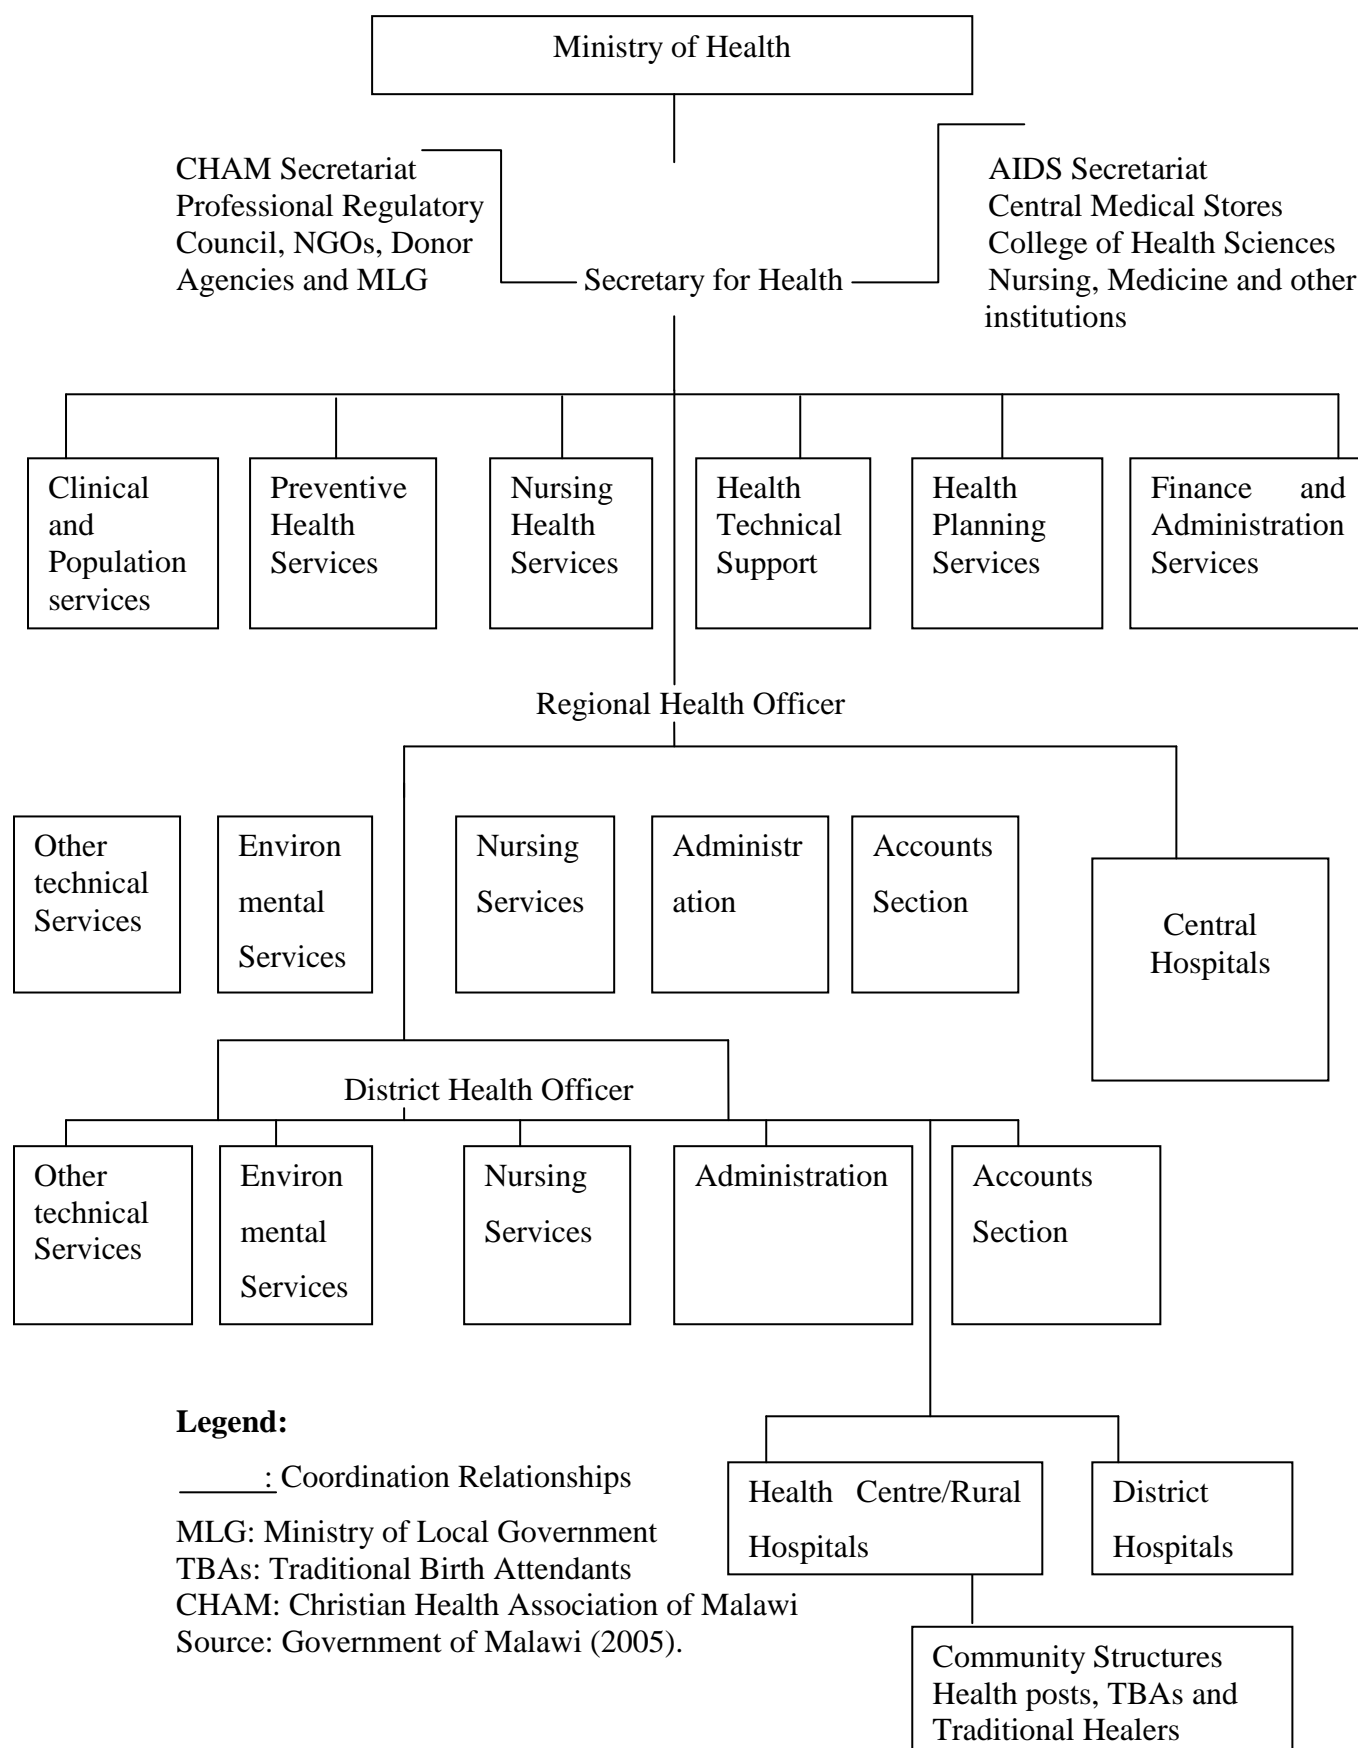 Ministry of Health
CHAM Secretariat
Professional Regulatory
Council, NGOs, Donor
Agencies and MLG
AIDS Secretariat
Central Medical Stores
College of Health Sciences
Nursing, Medicine and other
institutions
Secretary for Health
Clinical
and
Population
services
Preventive
Health
Services
Nursing
Health
Services
Health
Technical
Support
Health
Planning
Services
Finance and
Administration
Services
Regional Health Officer
Other
technical
Services
Environ
mental
Services
Nursing
Services
Administr
ation
Accounts
Section
Central
Hospitals
District Health Officer
Other
technical
Services
Environ
mental
Services
Nursing
Services
Administration
Accounts
Section
Legend:
: Coordination Relationships
MLG: Ministry of Local Government
TBAs: Traditional Birth Attendants
CHAM: Christian Health Association of Malawi
Source: Government of Malawi (2005).
Health Centre/Rural
Hospitals
District
Hospitals
Community Structures
Health posts, TBAs and
Traditional Healers